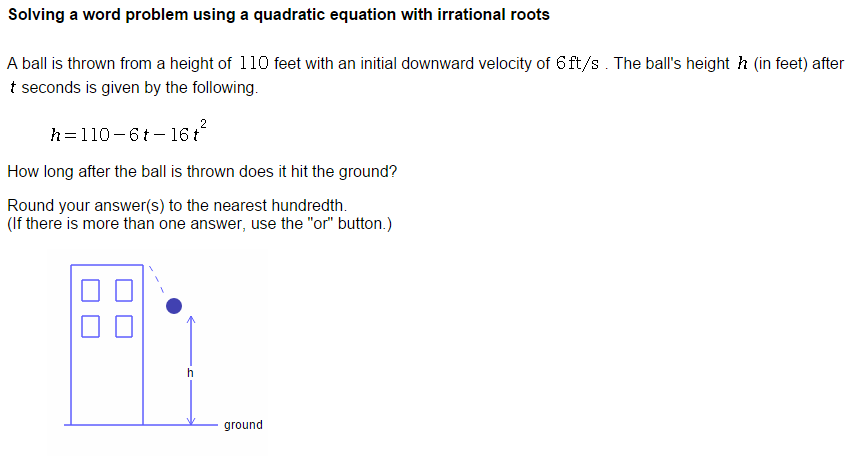 Solving a word problem using a quadratic equation with irrational roots
A ball is thrown from a height of 110 feet with an initial downward velocity of 6 ft/s . The ball's height h (in feet) after
t seconds is given by the following.
h=110−6t−16t²
How long after the ball is thrown does it hit the ground?
Round your answer(s) to the nearest hundredth.
(If there is more than one answer, use the "or" button.)
h
ground